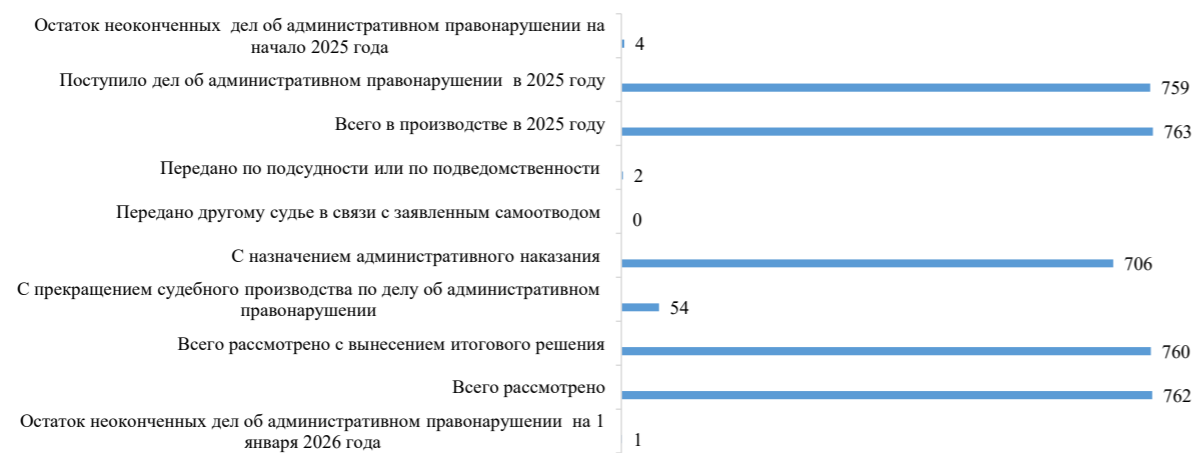 Остаток неоконченных дел об административном правонарушении на
начало 2025 года
4
Поступило дел об административном правонарушении в 2025 году
759
Всего в производстве в 2025 году
763
Передано по подсудности или по подведомственности
2
Передано другому судье в связи с заявленным самоотводом
0
С назначением административного наказания
706
С прекращением судебного производства по делу об административном
правонарушении
54
Всего рассмотрено с вынесением итогового решения
760
Всего рассмотрено
762
Остаток неоконченных дел об административном правонарушении на 1
января 2026 года
1